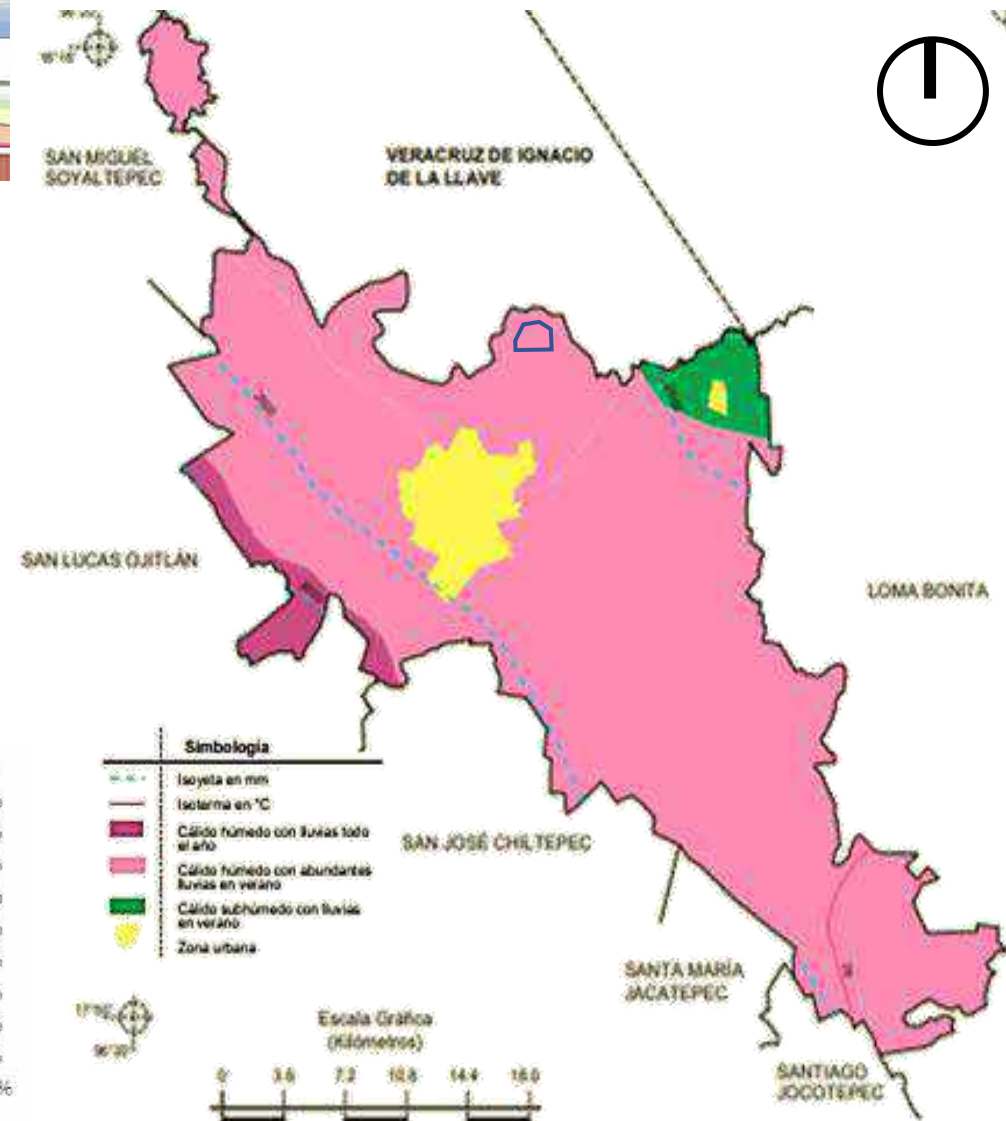 SAN MIGUEL
SOYALTEPEC
VERACRUZ DE IGNACIO
DE LA LLAVE
SAN LUCAS OJITLÁN
LOMA BONITA
Simbología
Isoyeta en mm
Isoterma en °C
Cálido húmedo con lluvias todo
el año
Cálido húmedo con abundantes
lluvias en verano
Cálido subhúmedo con lluvias
en verano
Zona urbana
SAN JOSÉ CHILTEPEC
SANTA MARÍA
JACATEPEC
SANTIAGO
JOCOTEPEC
Escala Gráfica
(Kilómetros)
0 3.6 7.2 10.8 14.4 18.0
%